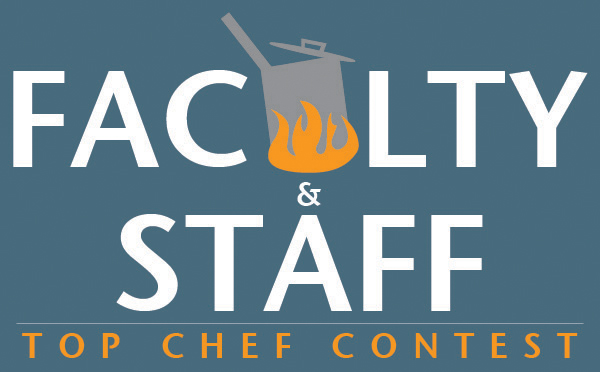 FACULTY
&
STAFF
TOP CHEF CONTEST